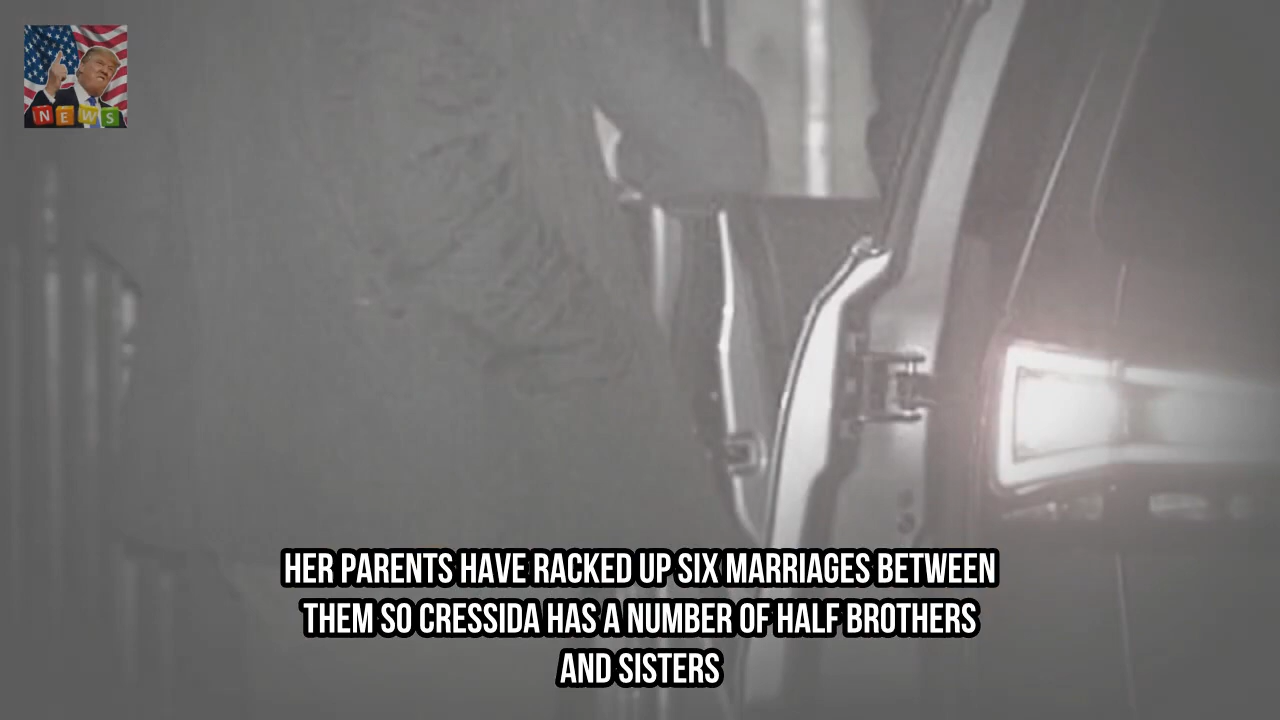 NEWS
HER PARENTS HAVE RACKED UP SIX MARRIAGES BETWEEN
THEM SO CRESSIDA HAS A NUMBER OF HALF BROTHERS
AND SISTERS